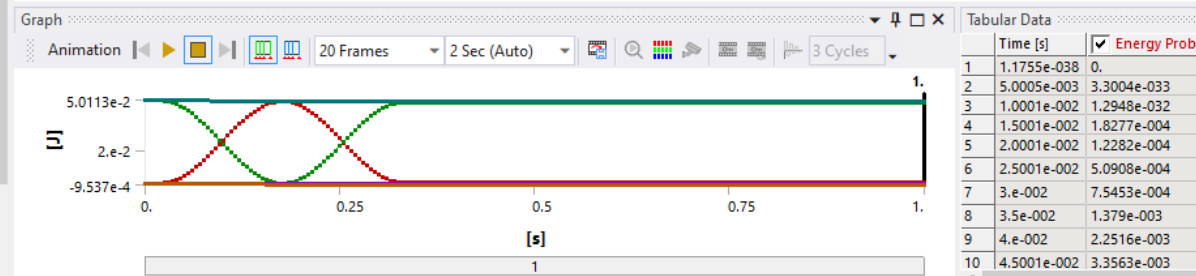 Graph
Animation 20 Frames 2 Sec (Auto) 3 Cycles
1.
5.0113e-2
[J]
2.e-2
-9.537e-4
0. 0.25 0.5 0.75 1.
[s]
1
Tabular Data
Time [s] Energy Prob
1 1.1755e-038 0.
2 5.0005e-003 3.3004e-033
3 1.0001e-002 1.2948e-032
4 1.5001e-002 1.8277e-004
5 2.0001e-002 1.2282e-004
6 2.5001e-002 5.0908e-004
7 3.e-002 7.5453e-004
8 3.5e-002 1.379e-003
9 4.e-002 2.2516e-003
10 4.5001e-002 3.3563e-003